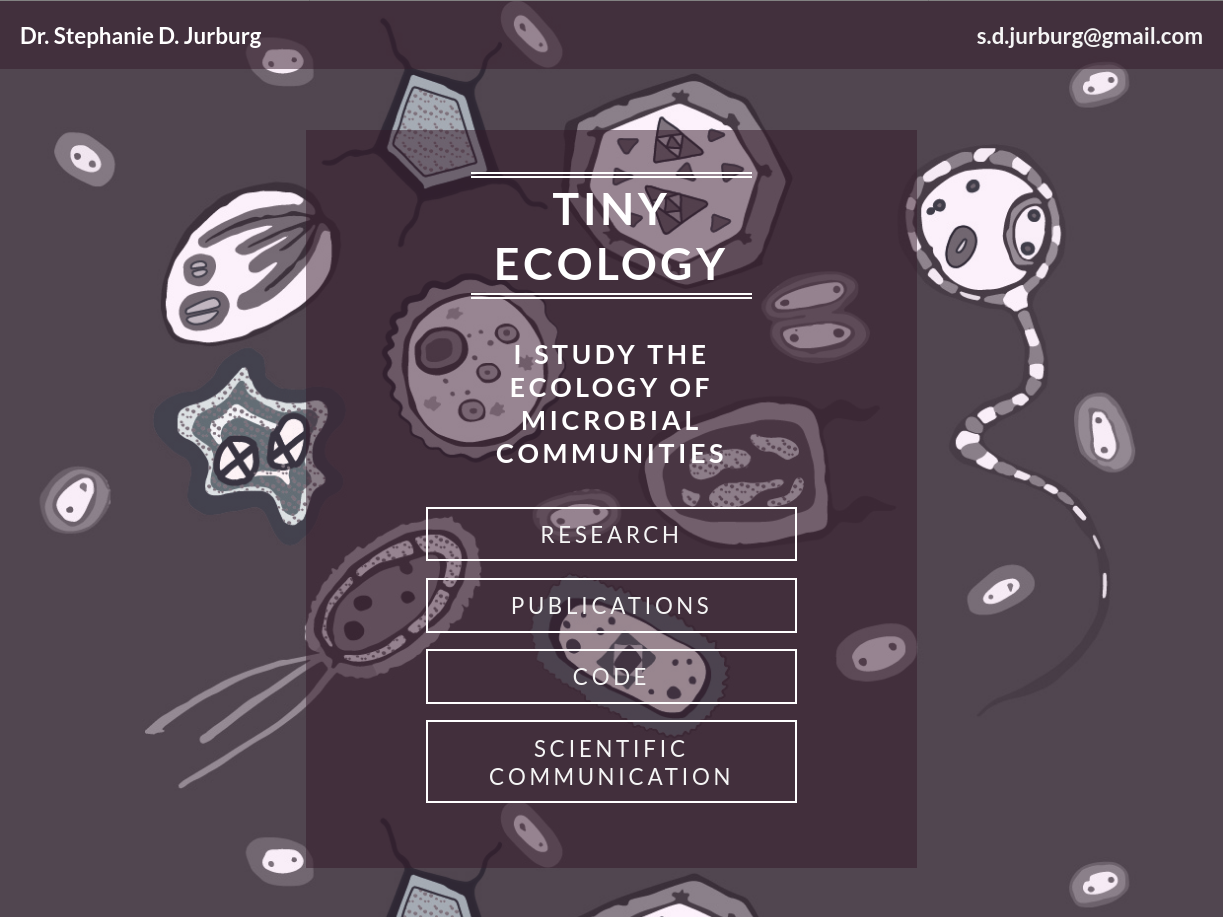 Dr. Stephanie D. Jurburg
s.d.jurburg@gmail.com
TINY
ECOLOGY
I STUDY THE
ECOLOGY OF
MICROBIAL
COMMUNITIES
RESEARCH
PUBLICATIONS
CODE
SCIENTIFIC
COMMUNICATION